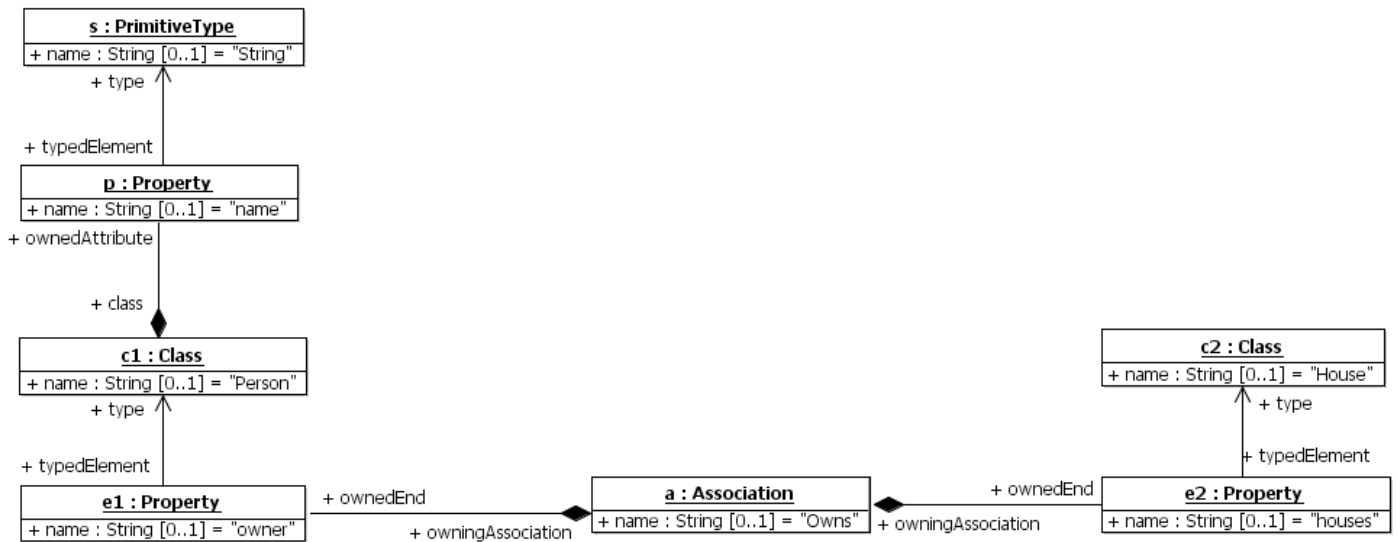 s : PrimitiveType
+ name : String [0..1] = "String"
+ type
+ typedElement
p : Property
+ name : String [0..1] = "name"
+ ownedAttribute
+ class
c1 : Class
+ name : String [0..1] = "Person"
+ type
+ typedElement
e1 : Property
+ name : String [0..1] = "owner"
+ ownedEnd
+ owningAssociation
a : Association
+ name : String [0..1] = "Owns"
+ ownedEnd
+ owningAssociation
c2 : Class
+ name : String [0..1] = "House"
+ type
+ typedElement
e2 : Property
+ name : String [0..1] = "houses"